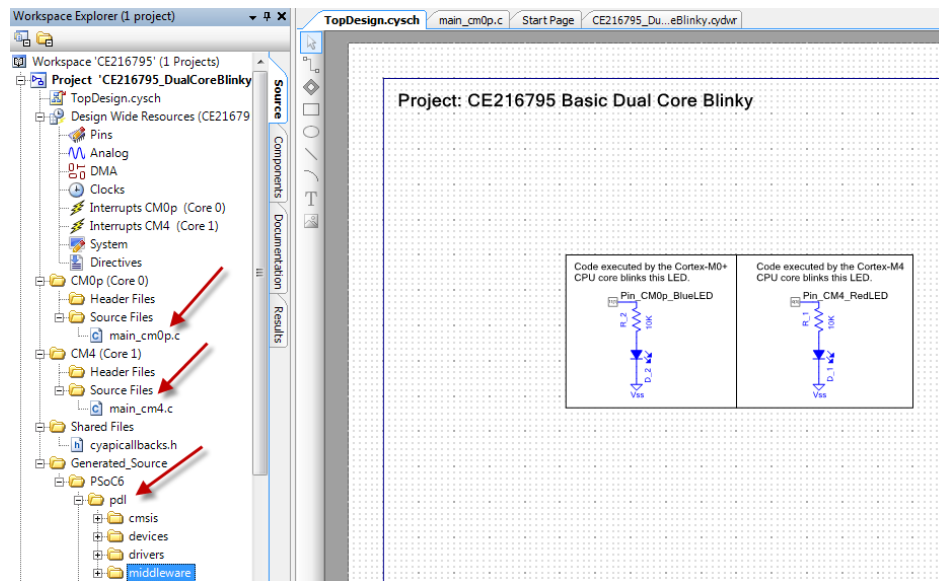 Workspace Explorer (1 project)
TopDesign.cysch
main_cm0p.c
Start Page
CE216795_Du...eBlinky.cydwr
Workspace 'CE216795' (1 Projects)
Project 'CE216795_DualCoreBlinky
TopDesign.cysch
Design Wide Resources (CE21679
Pins
Analog
DMA
Clocks
Interrupts CM0p (Core 0)
Interrupts CM4 (Core 1)
System
Directives
CM0p (Core 0)
Header Files
Source Files
main_cm0p.c
CM4 (Core 1)
Header Files
Source Files
main_cm4.c
Shared Files
cyapicallbacks.h
Generated_Source
PSoC6
pdl
cmsis
devices
drivers
middleware
Source
Components
Documentation
Results
Project: CE216795 Basic Dual Core Blinky
Code executed by the Cortex-M0+
CPU core blinks this LED.
Pin_CM0p_BlueLED
R_2
10K
D_2
Vss
Code executed by the Cortex-M4
CPU core blinks this LED.
Pin_CM4_RedLED
R_1
10K
D_1
Vss